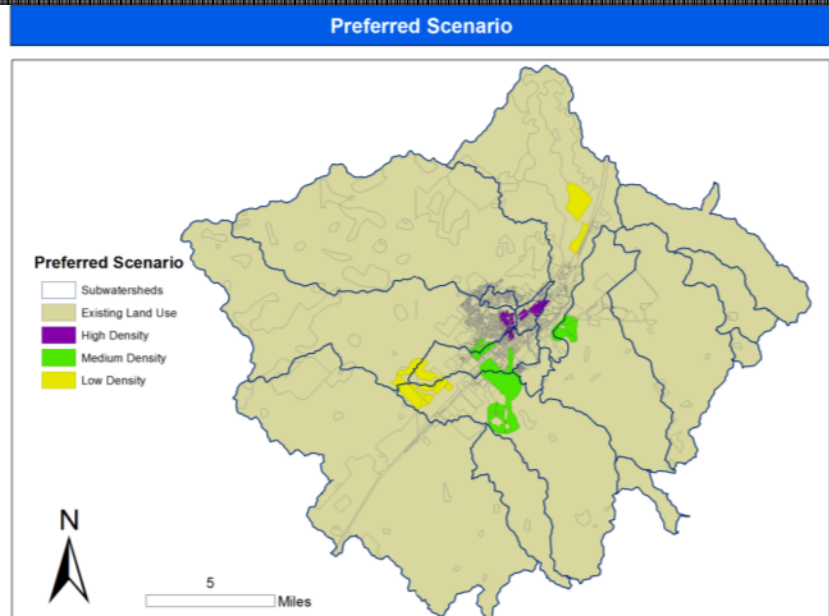 Preferred Scenario
Preferred Scenario
Subwatersheds
Existing Land Use
High Density
Medium Density
Low Density
N
5
Miles